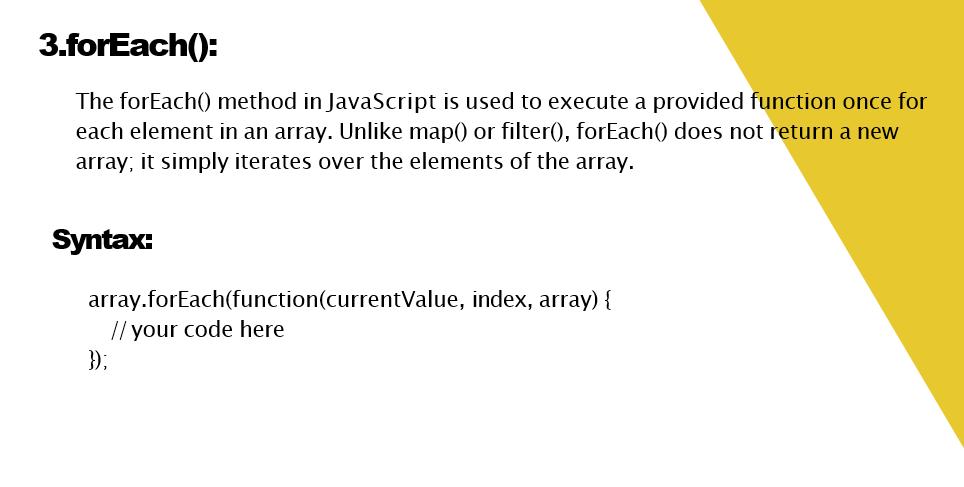 3.forEach():
The forEach() method in JavaScript is used to execute a provided function once for
each element in an array. Unlike map() or filter(), forEach() does not return a new
array; it simply iterates over the elements of the array.
Syntax:
array.forEach(function(currentValue, index, array) {
// your code here
});